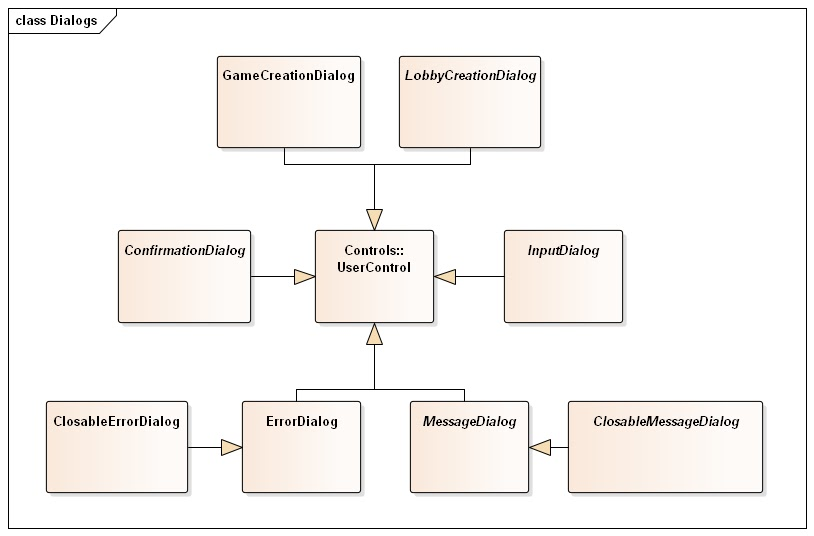 class Dialogs
GameCreationDialog
LobbyCreationDialog
ConfirmationDialog
Controls::
UserControl
InputDialog
ClosableErrorDialog
ErrorDialog
MessageDialog
ClosableMessageDialog